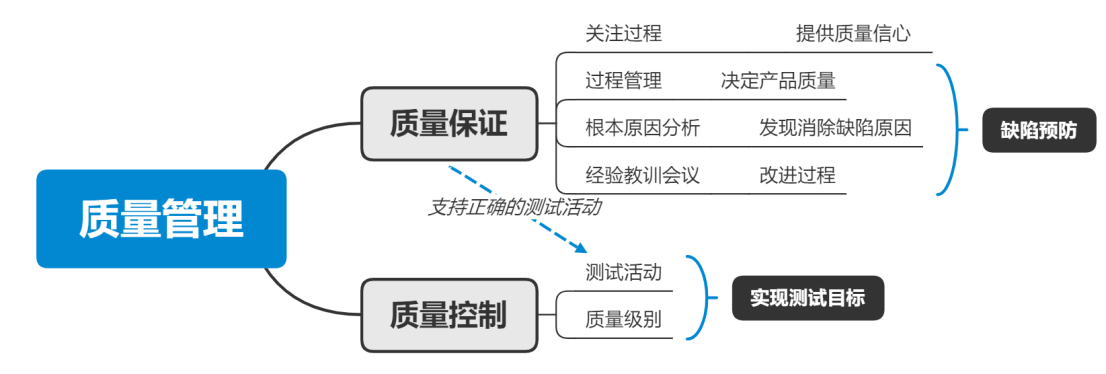 关注过程 提供质量信心
过程管理 决定产品质量
质量保证
缺陷预防
根本原因分析 发现消除缺陷原因
经验教训会议 改进过程
质量管理
支持正确的测试活动
测试活动
实现测试目标
质量控制
质量级别